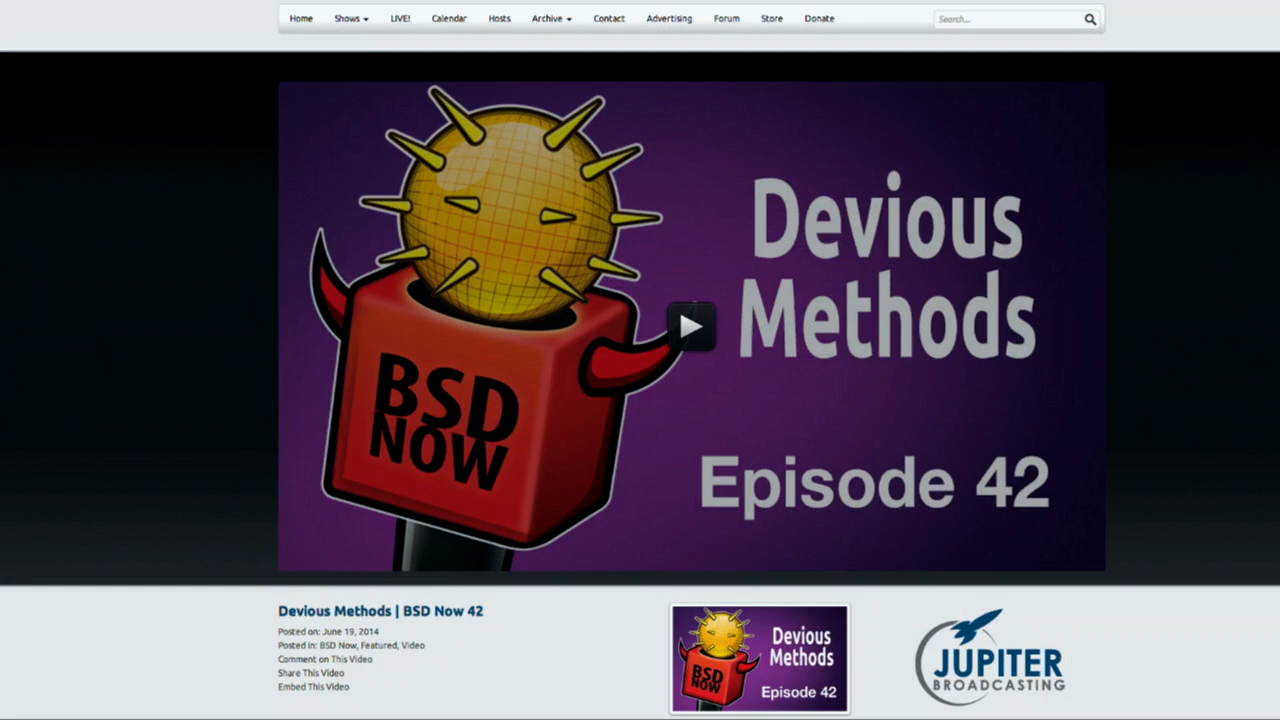 Home Shows LIVE! Calendar Hosts Archive Contact Advertising Forum Store Donate Search...
Devious
Methods
BSD
NOW
Episode 42
Devious Methods | BSD Now 42
Posted on: June 19, 2014
Posted in: BSD Now, Featured, Video
Comment on This Video
Share This Video
Embed This Video
Devious
Methods
BSD
NOW
Episode 42
JUPITER
BROADCASTING